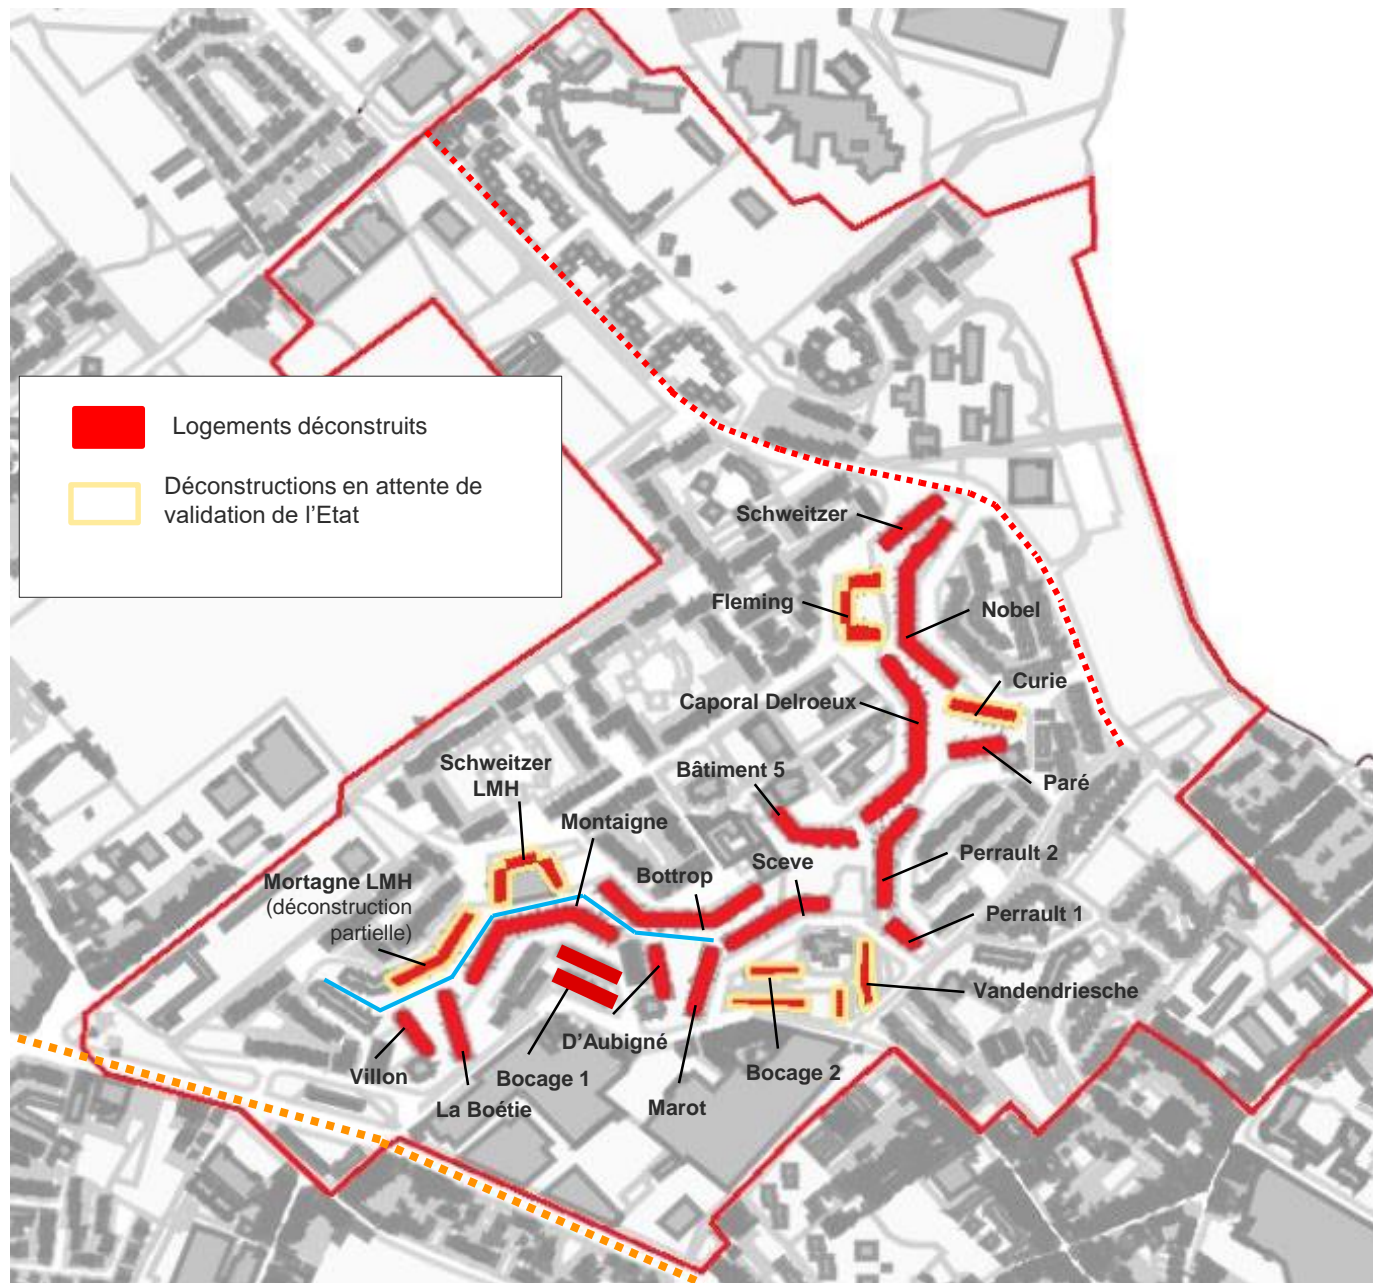 Logements déconstruits
Déconstructions en attente de
validation de l'Etat
Schweitzer
Fleming
Nobel
Curie
Caporal Delroeux
Paré
Schweitzer
LMH
Bâtiment 5
Montaigne
Sceve
Perrault 2
Bottrop
Mortagne LMH
(déconstruction
partielle)
Perrault 1
Vandendriesche
D'Aubigné
Villon
Bocage 1
Bocage 2
La Boétie
Marot